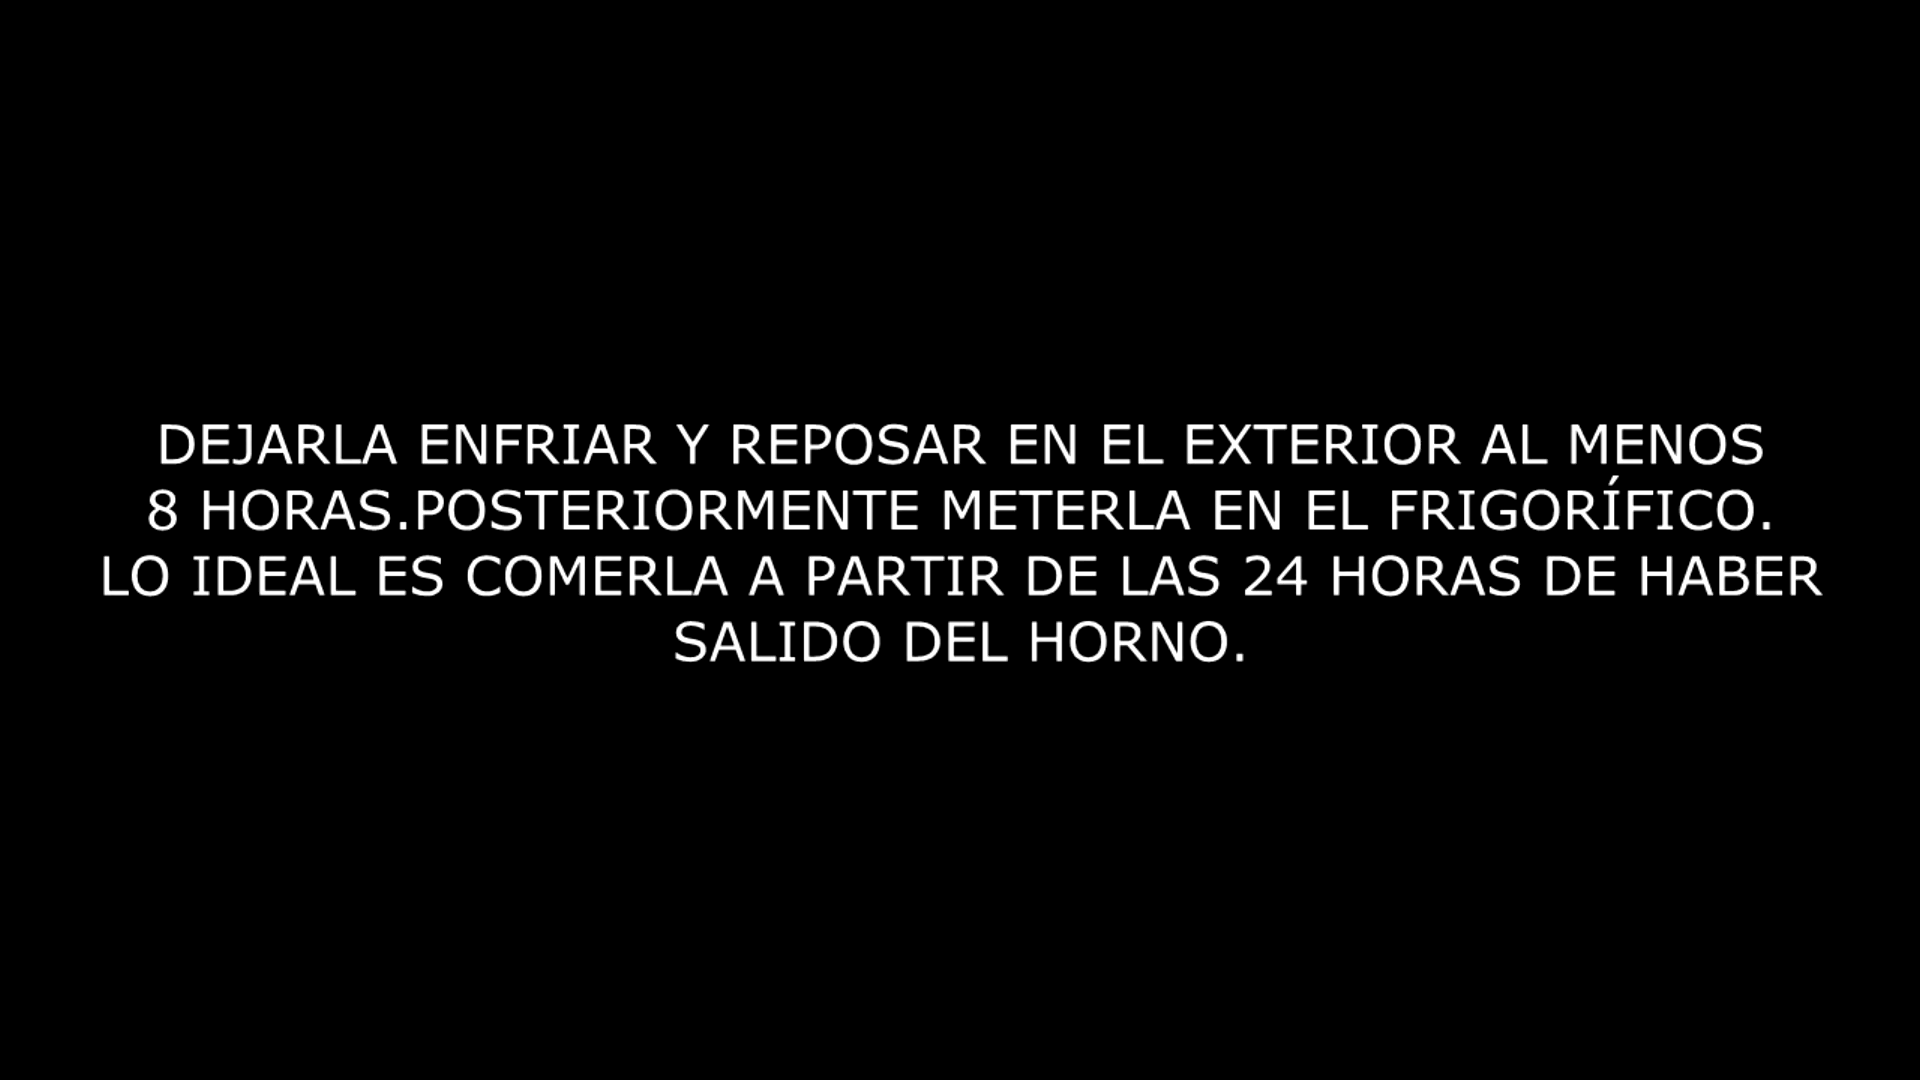 DEJARLA ENFRIAR Y REPOSAR EN EL EXTERIOR AL MENOS
8 HORAS.POSTERIORMENTE METERLA EN EL FRIGORÍFICO.
LO IDEAL ES COMERLA A PARTIR DE LAS 24 HORAS DE HABER
SALIDO DEL HORNO.